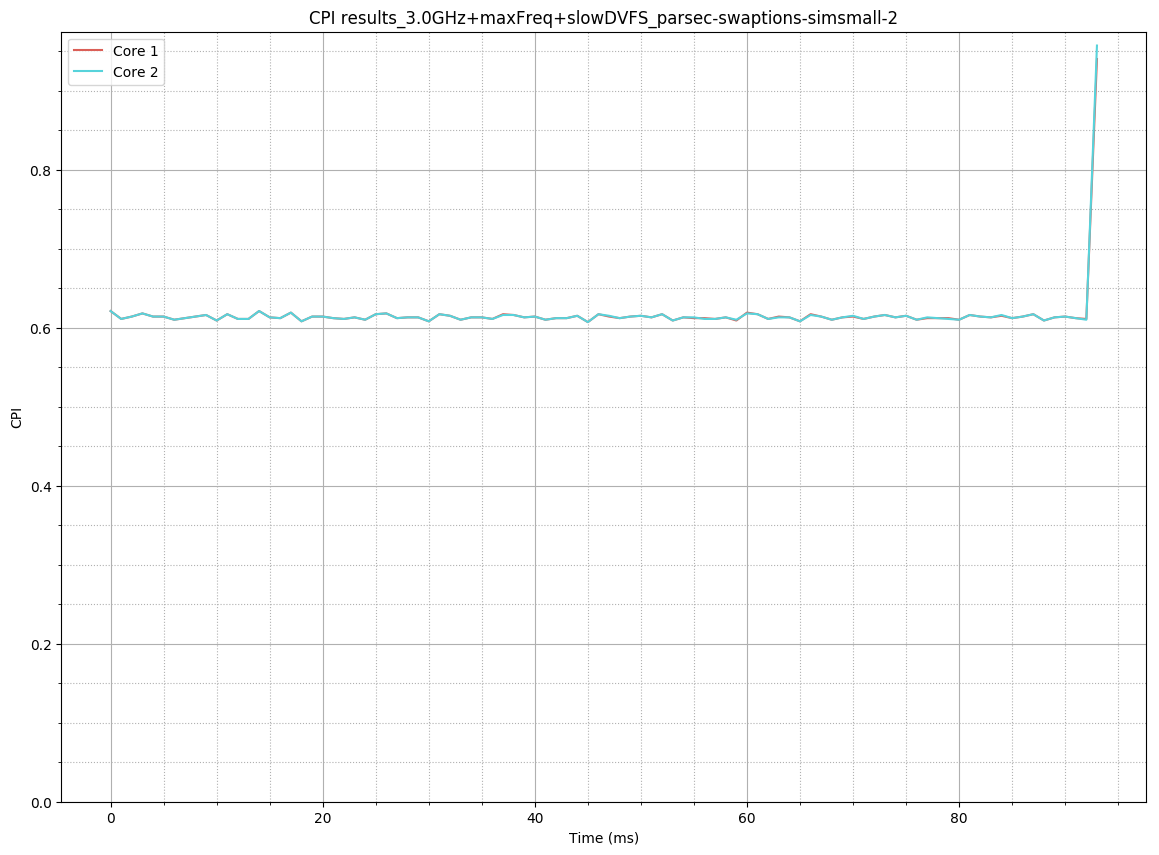 CPI results_3.0GHz+maxFreq+slowDVFS_parsec-swaptions-simsmall-2
Core 1
Core 2
CPI
0.8
0.6
0.4
0.2
0.0
0 20 40 60 80
Time (ms)